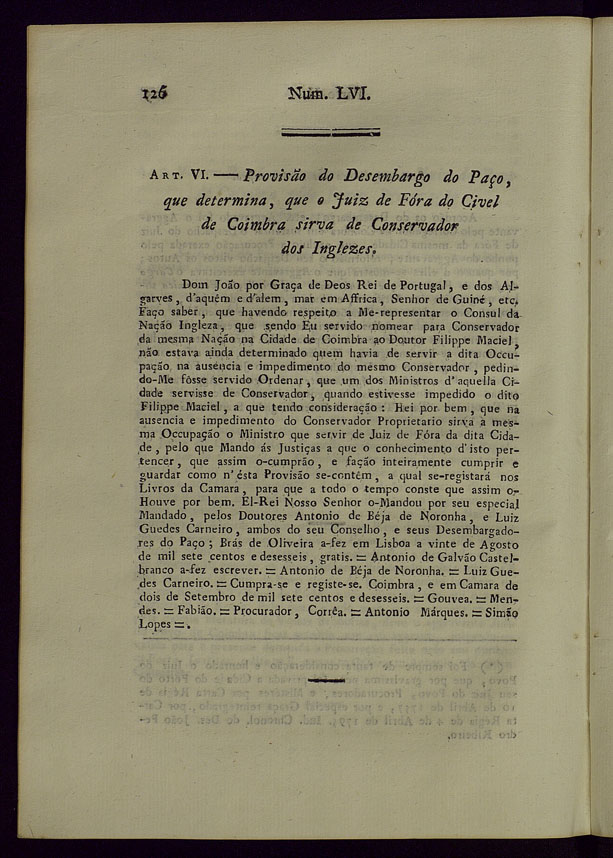 126 Num. LVI.
ART. VI. — Provisão do Desembargo do Paço,
que determina, que o Juiz de Fóra do Civel
de Coimbra sirva de Conservador
dos Inglezes.
Dom João por Graça de Deos Rei de Portugal, e dos Al-
garves, d'aquém e d'alem, mar em Affrica, Senhor de Guiné, etc.
Faço saber, que havendo respeito a Me-representar o Consul da
Nação Ingleza, que sendo Eu servido nomear para Conservador
da mesma Nação na Cidade de Coimbra ao Doutor Filippe Maciel,
não estava ainda determinado quem havia de servir a dita Occu-
pação na ausencia e impedimento do mesmo Conservador, pedin-
do-Me fôsse servido Ordenar, que um dos Ministros d'aquella Ci-
dade servisse de Conservador, quando estivesse impedido o dito
Filippe Maciel, a que tendo consideração: Hei por bem, que na
ausencia e impedimento do Conservador Proprietario sirva a mes-
ma Occupação o Ministro que servir de Juiz de Fóra da dita Cida-
de, pelo que Mando ás Justiças a que o conhecimento d'isto per-
tencer, que assim o-cumprão, e fação inteiramente cumprir e
guardar como n'ésta Provisão se-contêm, a qual se-registará nos
Livros da Camara, para que a todo o tempo conste que assim o-
Houve por bem. El-Rei Nosso Senhor o-Mandou por seu especial
Mandado, pelos Doutores Antonio de Béja de Noronha, e Luiz
Guedes Carneiro, ambos do seu Conselho, e seus Desembargado-
res do Paço; Brás de Oliveira a-fez em Lisboa a vinte de Agosto
de mil sete centos e desesseis, gratis. = Antonio de Galvão Castel-
branco a-fez escrever. = Antonio de Béja de Noronha. = Luiz Gue-
des Carneiro. = Cumpra-se e registe-se. Coimbra, e em Camara de
dois de Setembro de mil sete centos e desesseis. = Gouvea. = Men-
des. = Fabião. = Procurador, Corrêa. = Antonio Márques. = Simão
Lopes =.